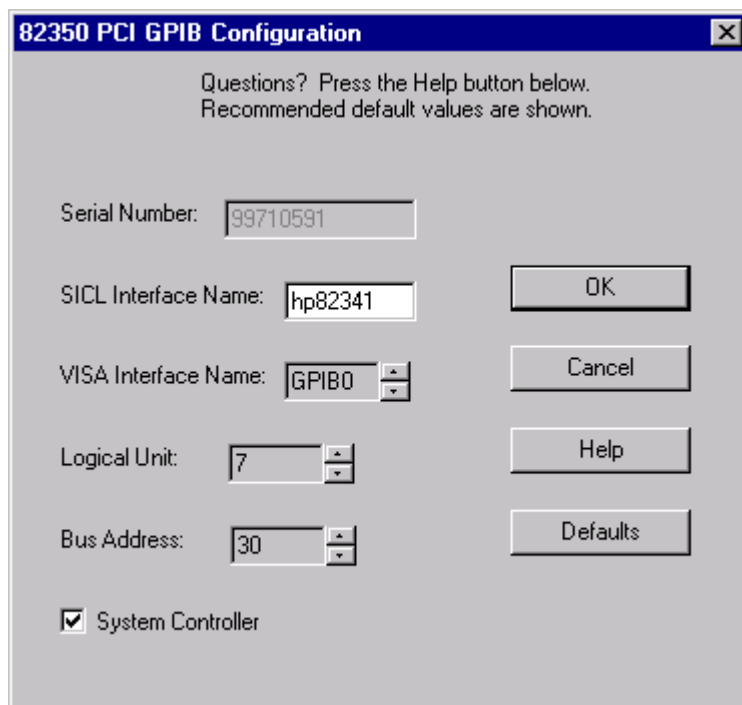 82350 PCI GPIB Configuration
Questions? Press the Help button below.
Recommended default values are shown.
Serial Number: 99710591
SICL Interface Name: hp82341
OK
VISA Interface Name: GPIB0
Cancel
Logical Unit: 7
Help
Bus Address: 30
Defaults
System Controller